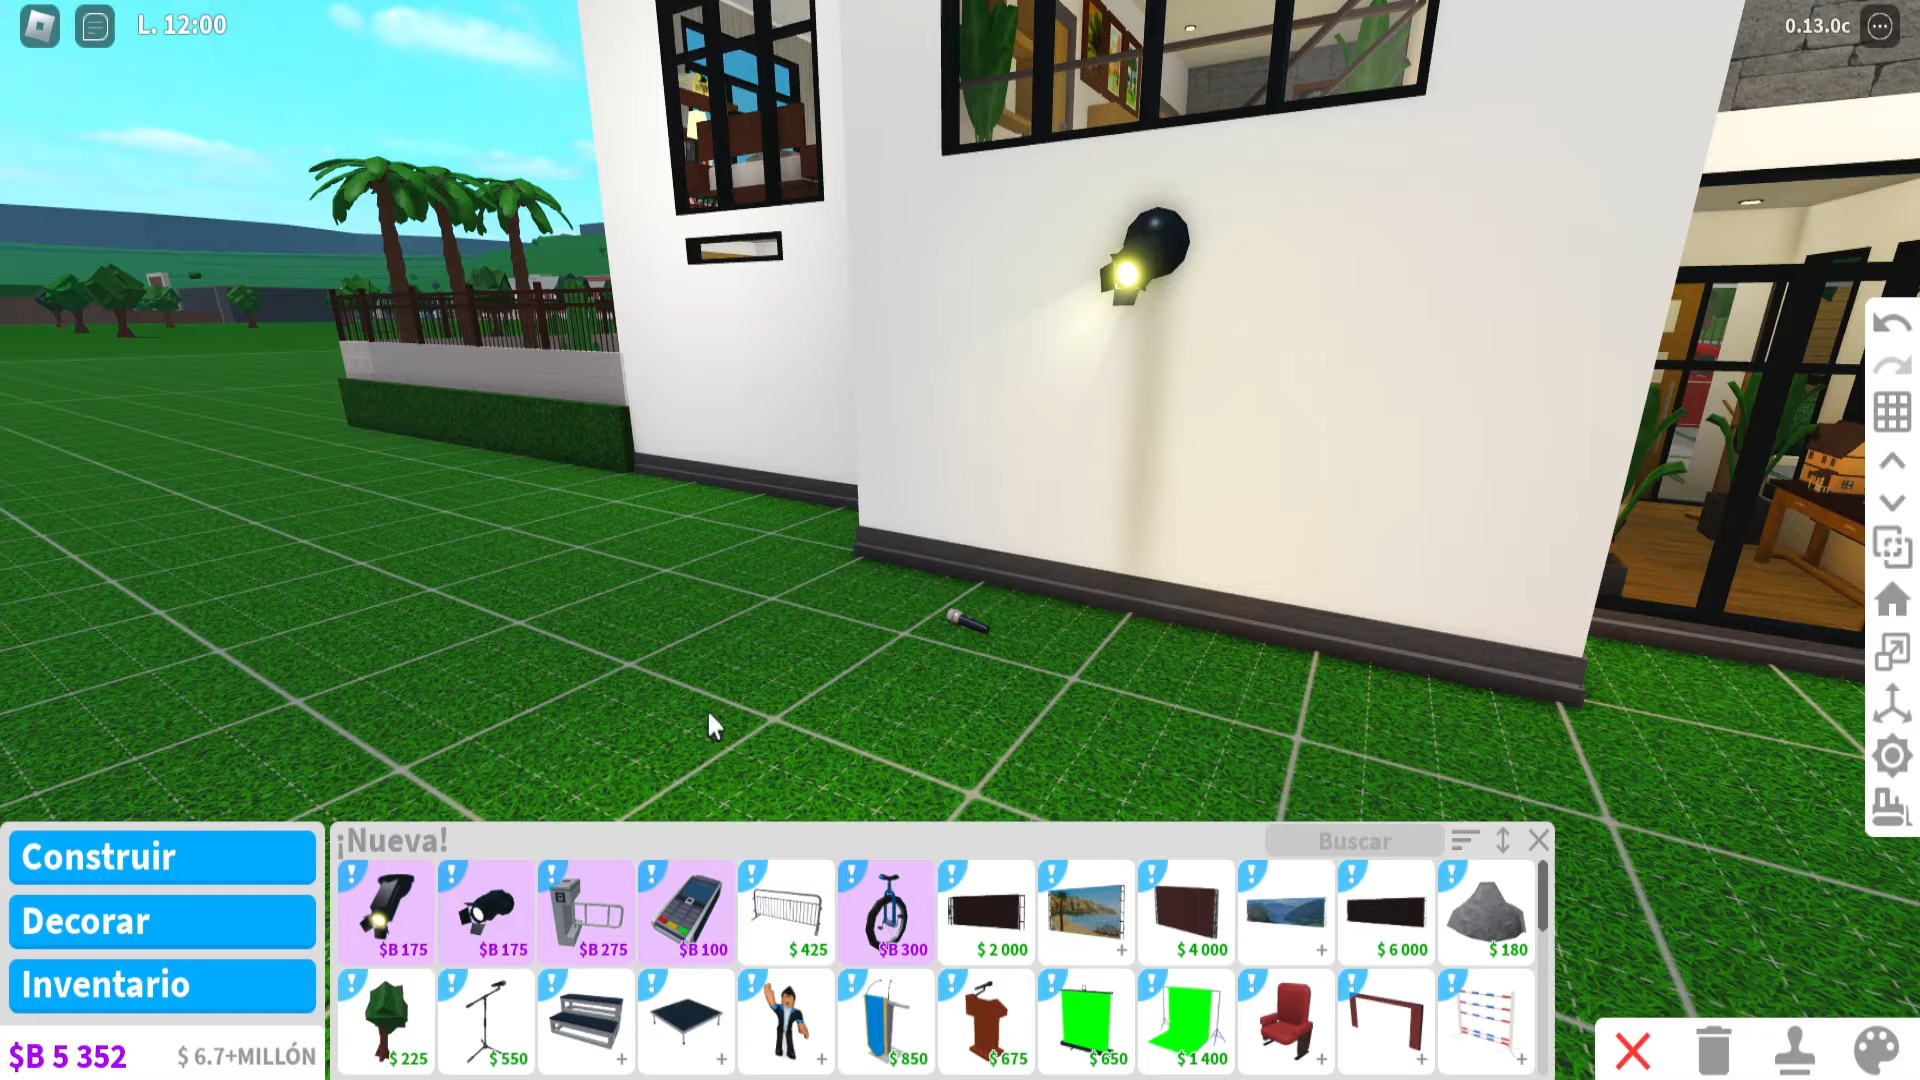 L. 12:00
0.13.0c
Construir
Decorar
Inventario
$B 5 352
$ 6.7+MILLÓN
¡Nueva!
Buscar
$B 175
$B 175
$B 275
$B 100
$ 425
$B 300
$ 2 000
+
$ 4 000
+
$ 6 000
$ 180
$ 225
$ 550
+
+
+
$ 850
$ 675
$ 650
$ 1 400
+
+
+